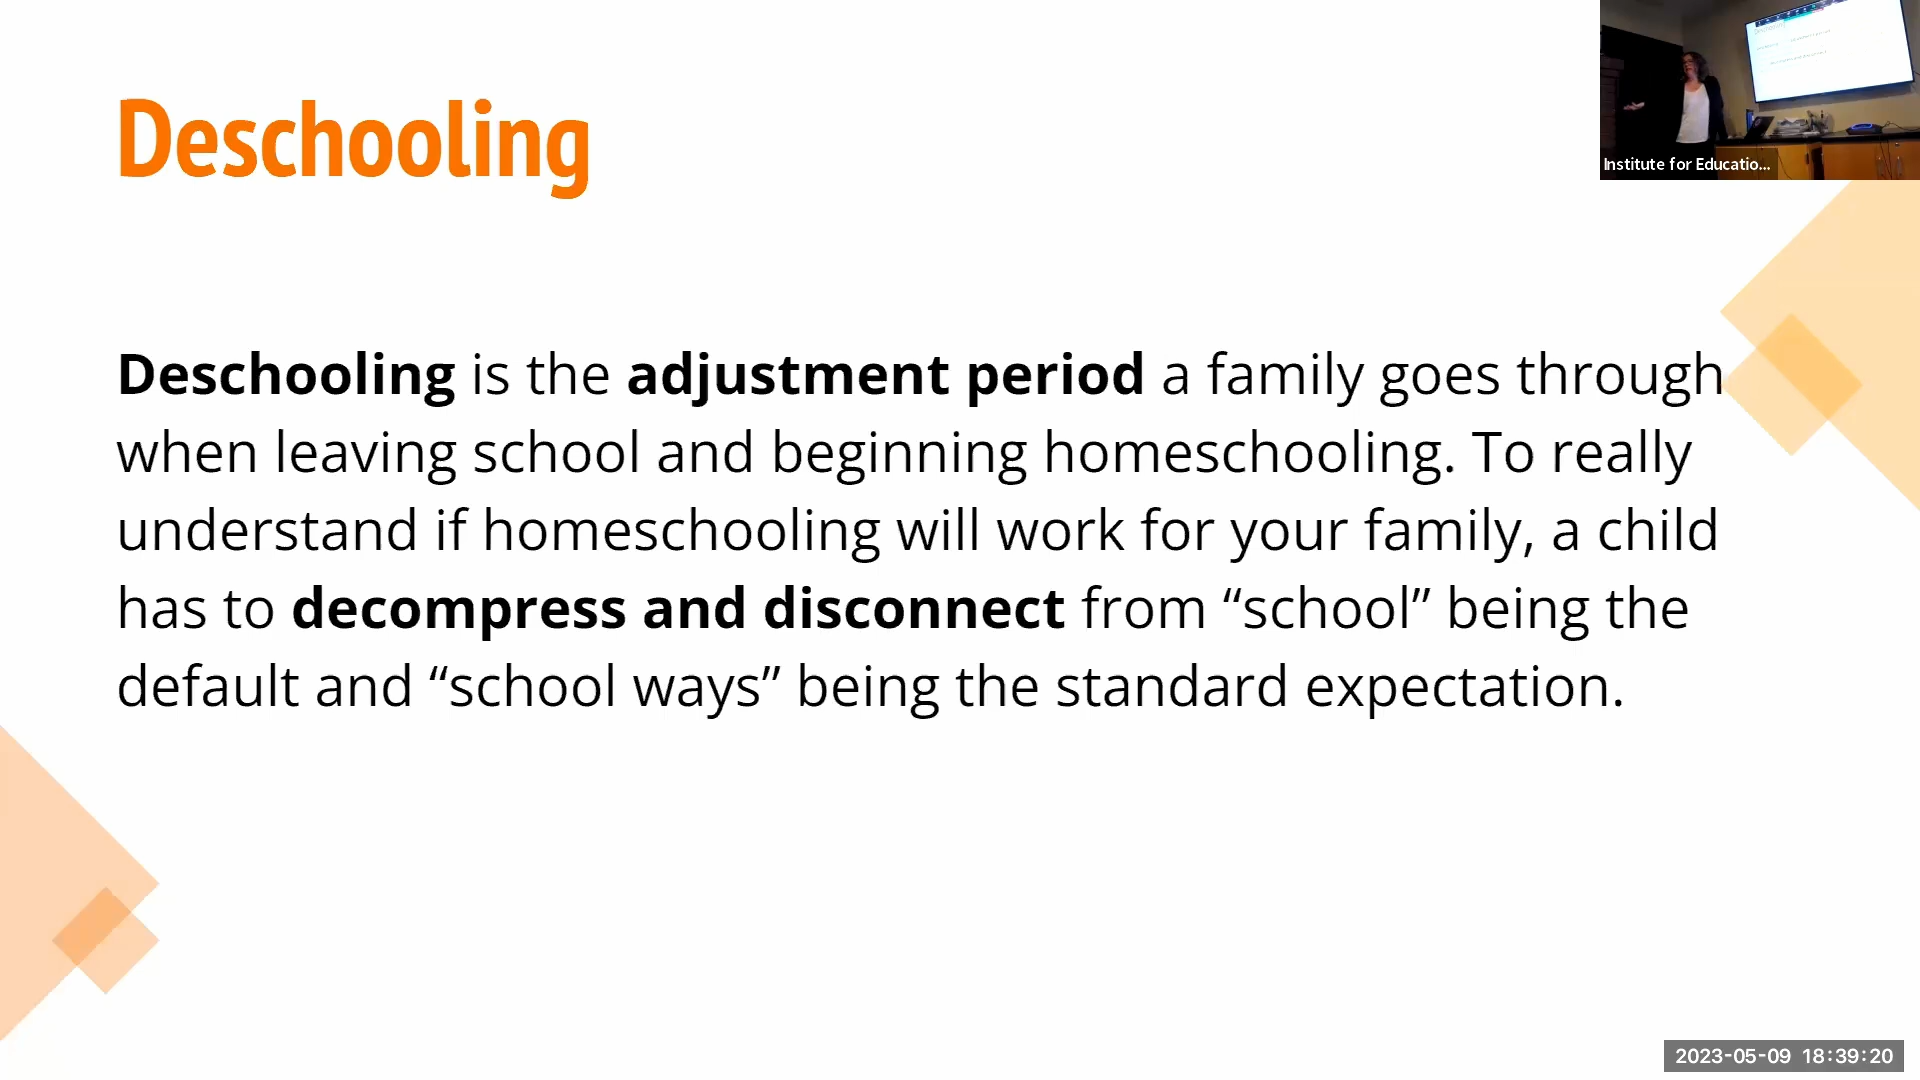 Deschooling
Institute for Educatio...
Deschooling is the adjustment period a family goes through
when leaving school and beginning homeschooling. To really
understand if homeschooling will work for your family, a child
has to decompress and disconnect from “school” being the
default and “school ways” being the standard expectation.
2023-05-09 18:39:20